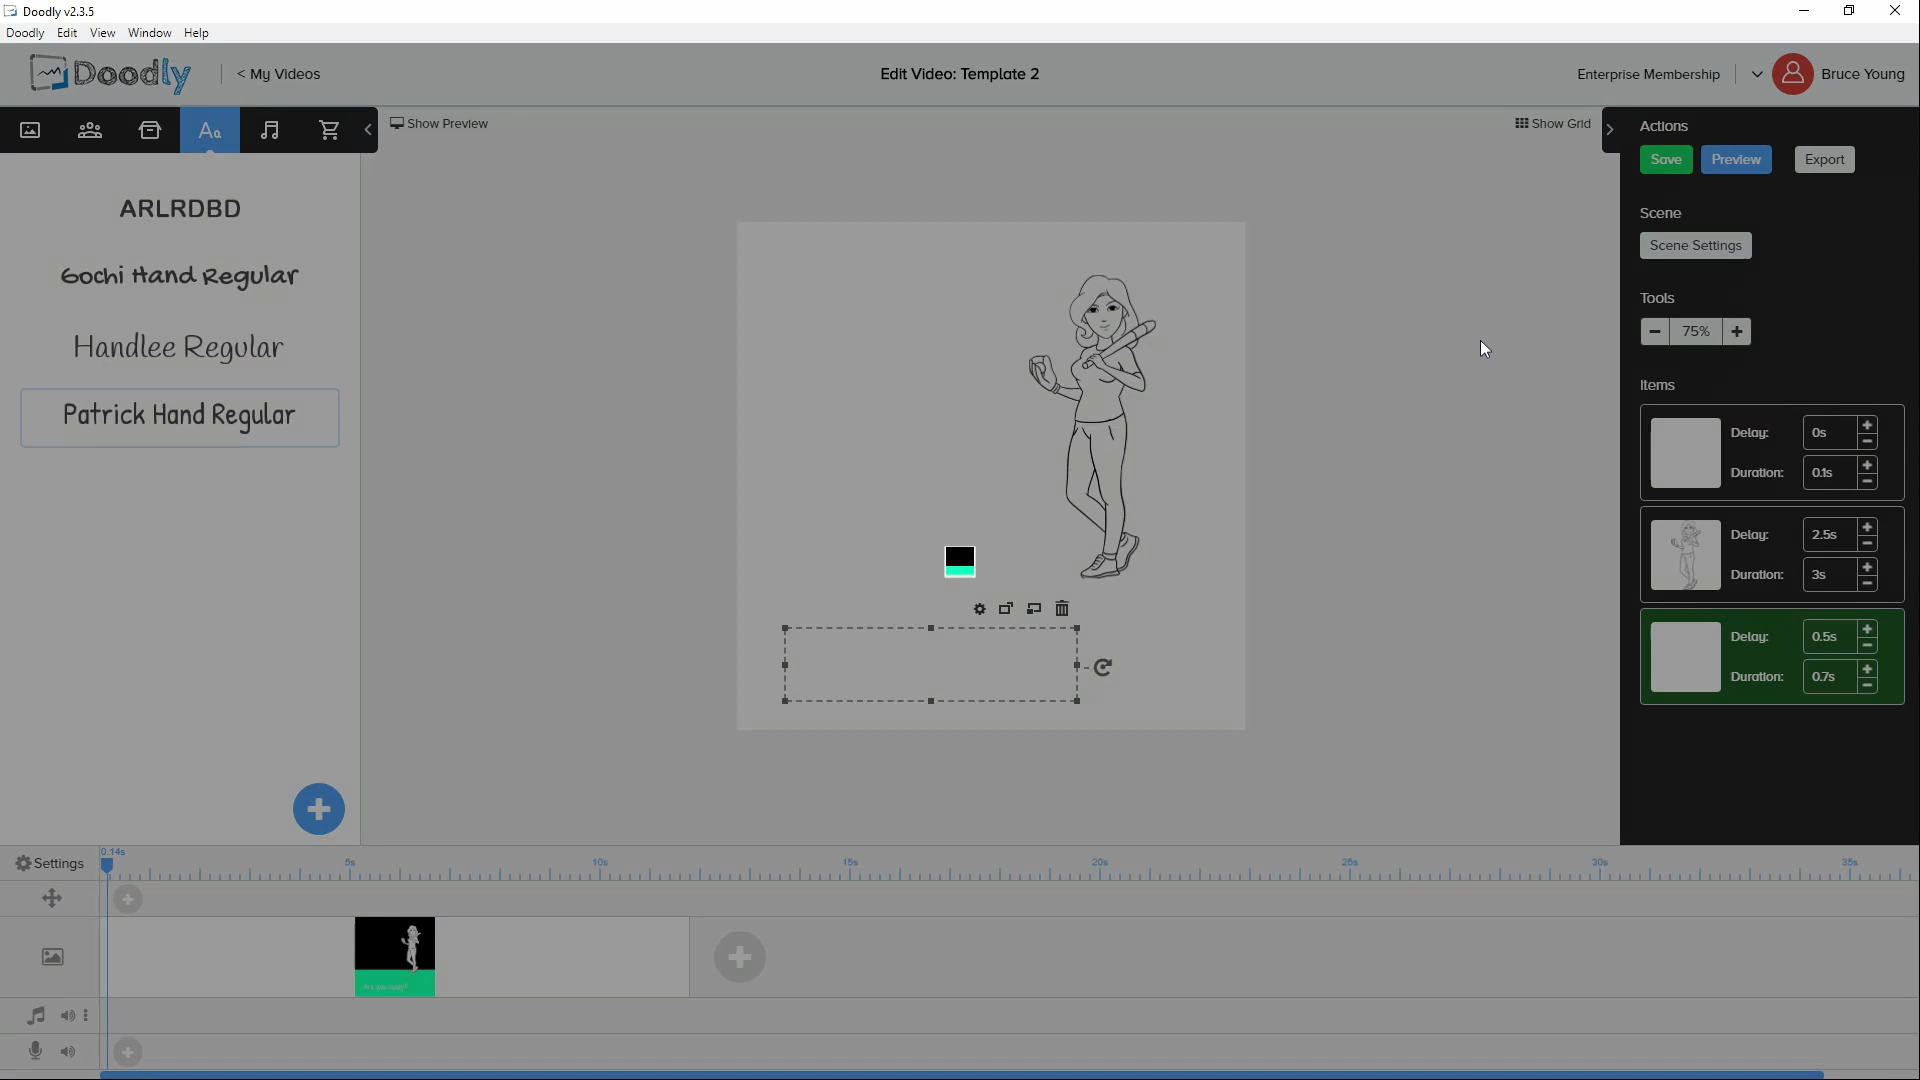 Doodly v2.3.5
Doodly Edit View Window Help
Doodly
< My Videos
Edit Video: Template 2
Enterprise Membership
Bruce Young
Show Preview
Show Grid
ARLRDBD
Gochi Hand Regular
Handlee Regular
Patrick Hand Regular
Actions
Save Preview Export
Scene
Scene Settings
Tools
75%
Items
Delay: 0s
Duration: 0.1s
Delay: 2.5s
Duration: 3s
Delay: 0.5s
Duration: 0.7s
Settings
0.14s
5s 10s 15s 20s 25s 30s 35s